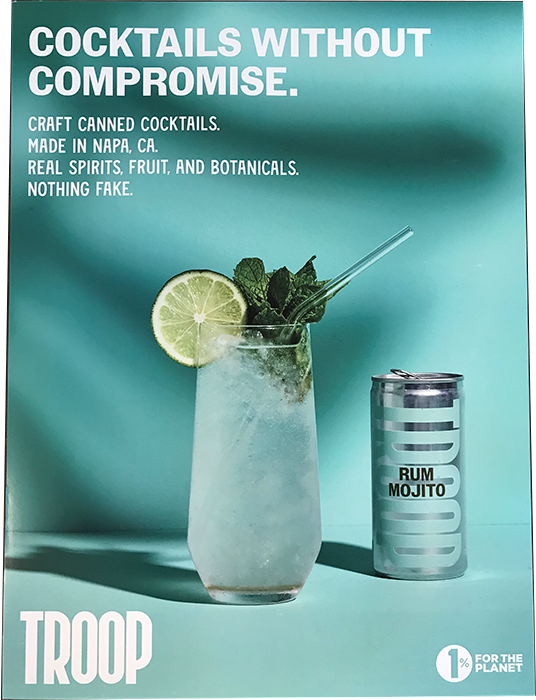 COCKTAILS WITHOUT
COMPROMISE.
CRAFT CANNED COCKTAILS.
MADE IN NAPA, CA.
REAL SPIRITS, FRUIT, AND BOTANICALS.
NOTHING FAKE.
TROOP
RUM
MOJITO
TROOP
1%
FOR THE
PLANET